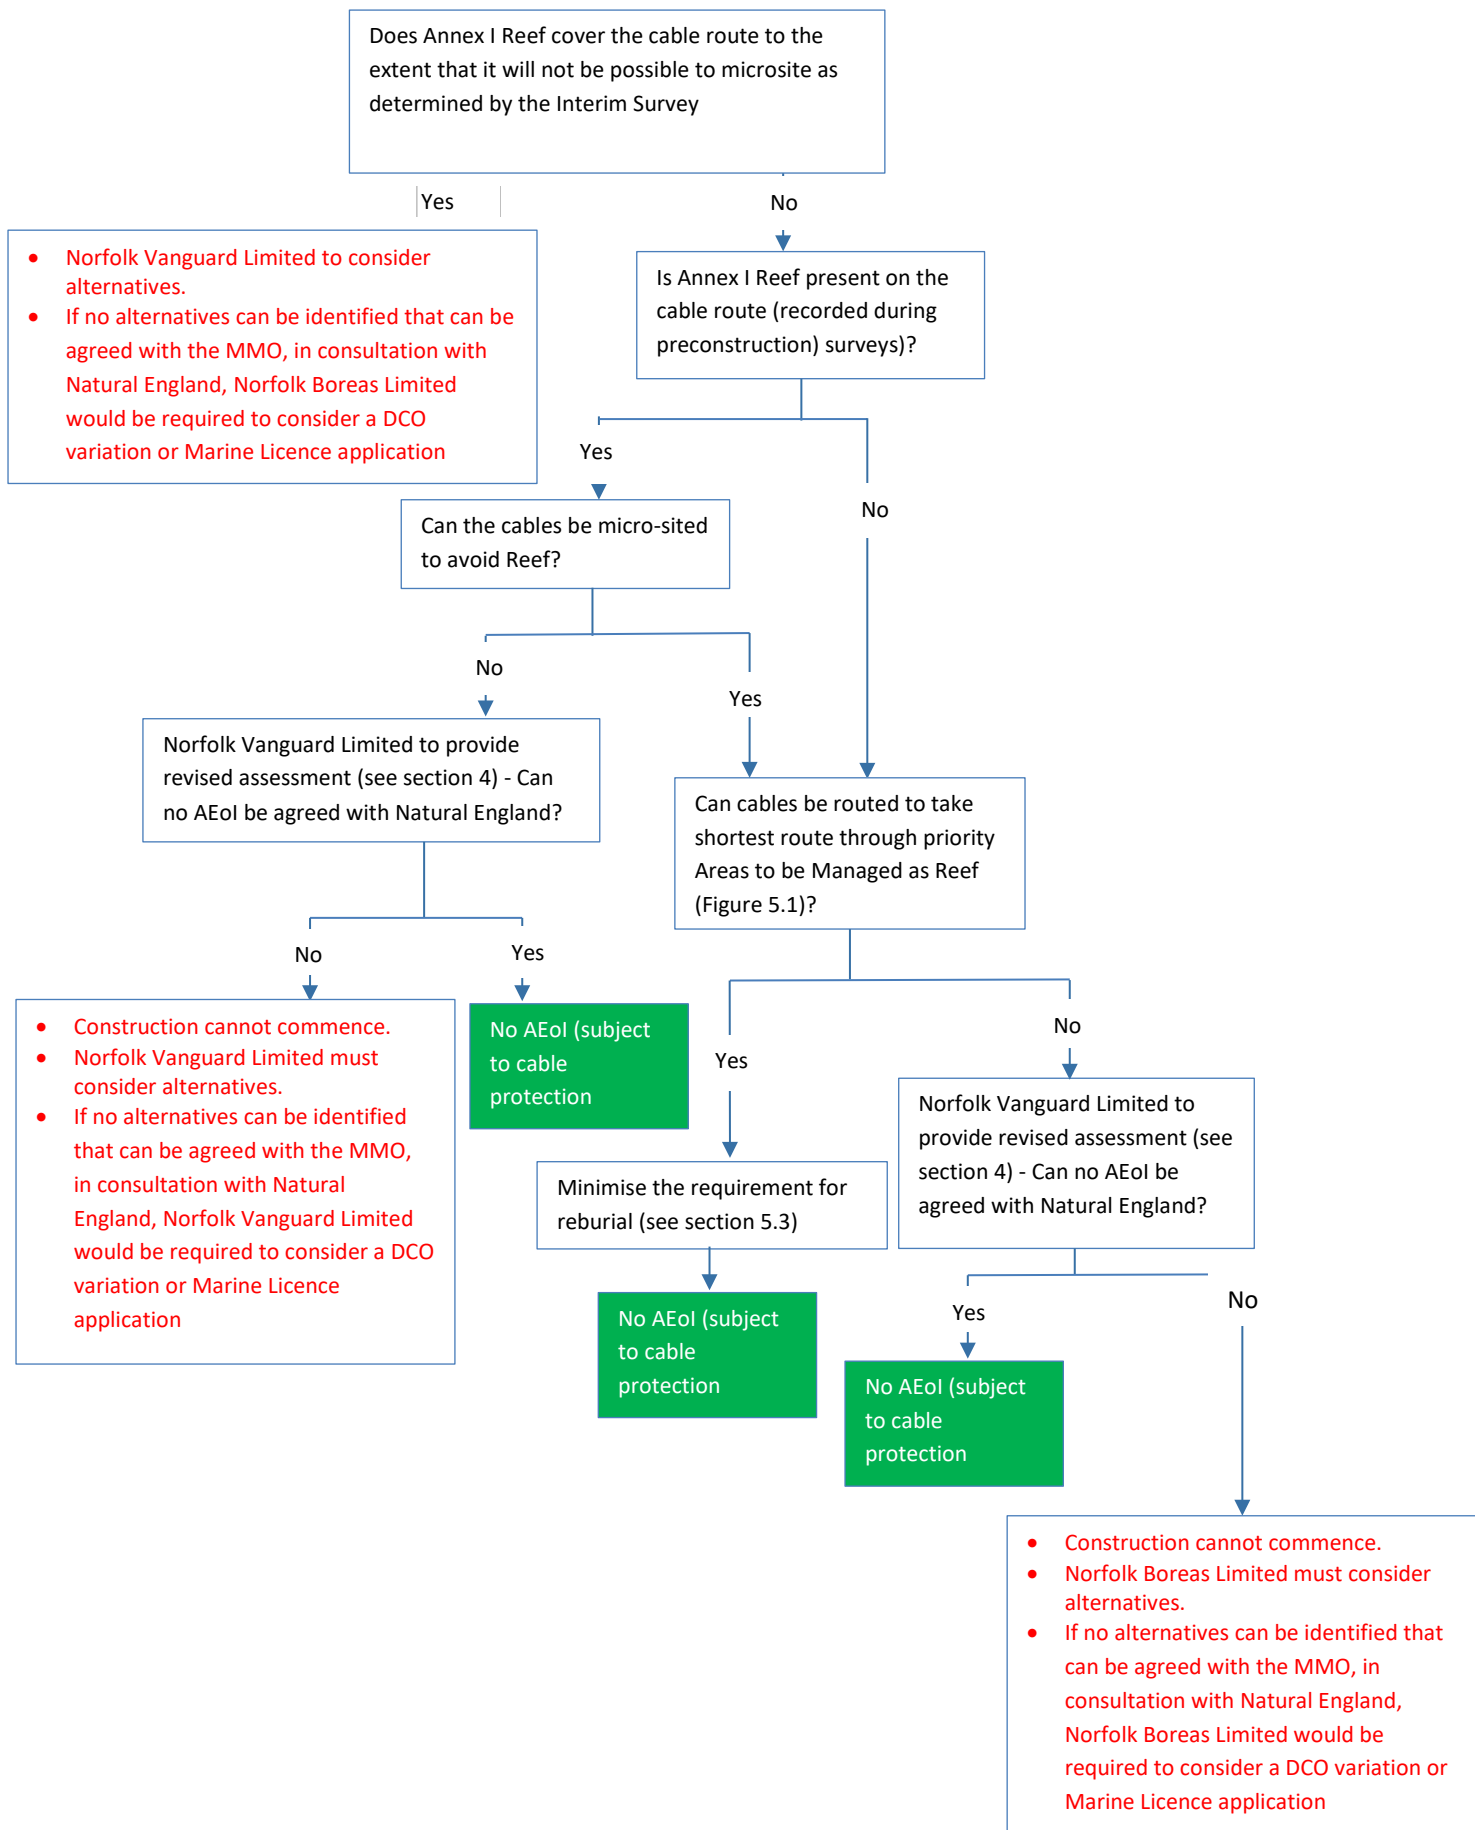 Does Annex I Reef cover the cable route to the
extent that it will not be possible to microsite as
determined by the Interim Survey
Yes
No
• Norfolk Vanguard Limited to consider
alternatives.
• If no alternatives can be identified that can be
agreed with the MMO, in consultation with
Natural England, Norfolk Boreas Limited
would be required to consider a DCO
variation or Marine Licence application
Is Annex I Reef present on the
cable route (recorded during
preconstruction) surveys)?
Yes
No
Can the cables be micro-sited
to avoid Reef?
No
Yes
Norfolk Vanguard Limited to provide
revised assessment (see section 4) - Can
no AEoI be agreed with Natural England?
Can cables be routed to take
shortest route through priority
Areas to be Managed as Reef
(Figure 5.1)?
No
Yes
• Construction cannot commence.
• Norfolk Vanguard Limited must
consider alternatives.
• If no alternatives can be identified
that can be agreed with the MMO,
in consultation with Natural
England, Norfolk Vanguard Limited
would be required to consider a DCO
variation or Marine Licence
application
No AEoI (subject
to cable
protection
Yes
No
Minimise the requirement for
reburial (see section 5.3)
Norfolk Vanguard Limited to
provide revised assessment (see
section 4) - Can no AEoI be
agreed with Natural England?
No AEoI (subject
to cable
protection
Yes
No
No AEoI (subject
to cable
protection
• Construction cannot commence.
• Norfolk Boreas Limited must consider
alternatives.
• If no alternatives can be identified that
can be agreed with the MMO, in
consultation with Natural England,
Norfolk Boreas Limited would be
required to consider a DCO variation or
Marine Licence application